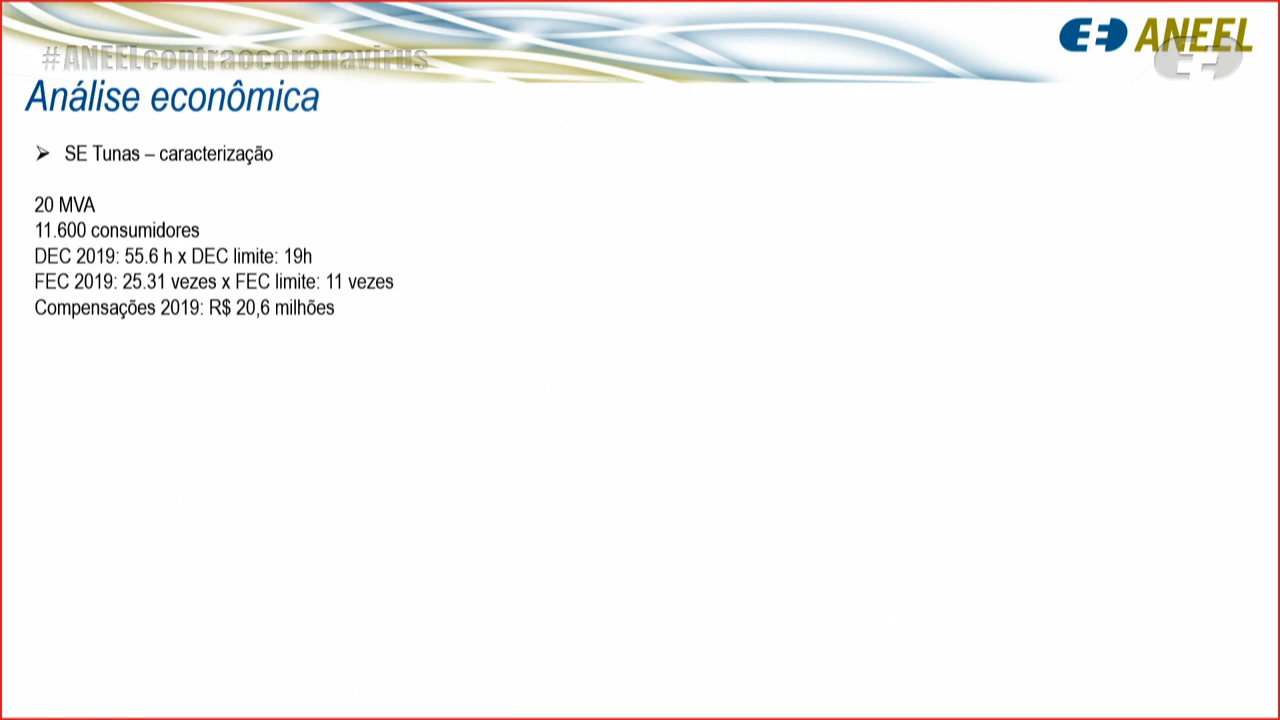 #ANEELcontraocoronavirus
ANEEL
Análise econômica
➢ SE Tunas – caracterização
20 MVA
11.600 consumidores
DEC 2019: 55.6 h x DEC limite: 19h
FEC 2019: 25.31 vezes x FEC limite: 11 vezes
Compensações 2019: R$ 20,6 milhões